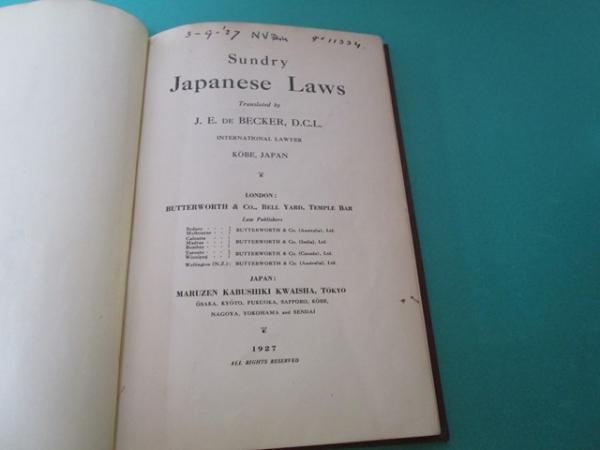 3-9-'27
Sundry
Japanese Laws
Translated by
J. E. DE BECKER, D.C.L.
INTERNATIONAL LAWYER
KŌBE, JAPAN
LONDON:
BUTTERWORTH & Co., BELL YARD, TEMPLE BAR
Law Publishers
Sydney
Melbourne
BUTTERWORTH & Co. (Australia), Ltd.
Calcutta
Madras
Bombay
BUTTERWORTH & Co. (India), Ltd.
Toronto
Winnipeg
BUTTERWORTH & Co. (Canada), Ltd.
Wellington (N.Z.): BUTTERWORTH & Co. (Australia), Ltd.
JAPAN:
MARUZEN KABUSHIKI KWAISHA, TŌKYO
ŌSAKA, KYŌTO, FUKUOKA, SAPPORO, KŌBE,
NAGOYA, YOKOHAMA and SENDAI
1927
ALL RIGHTS RESERVED